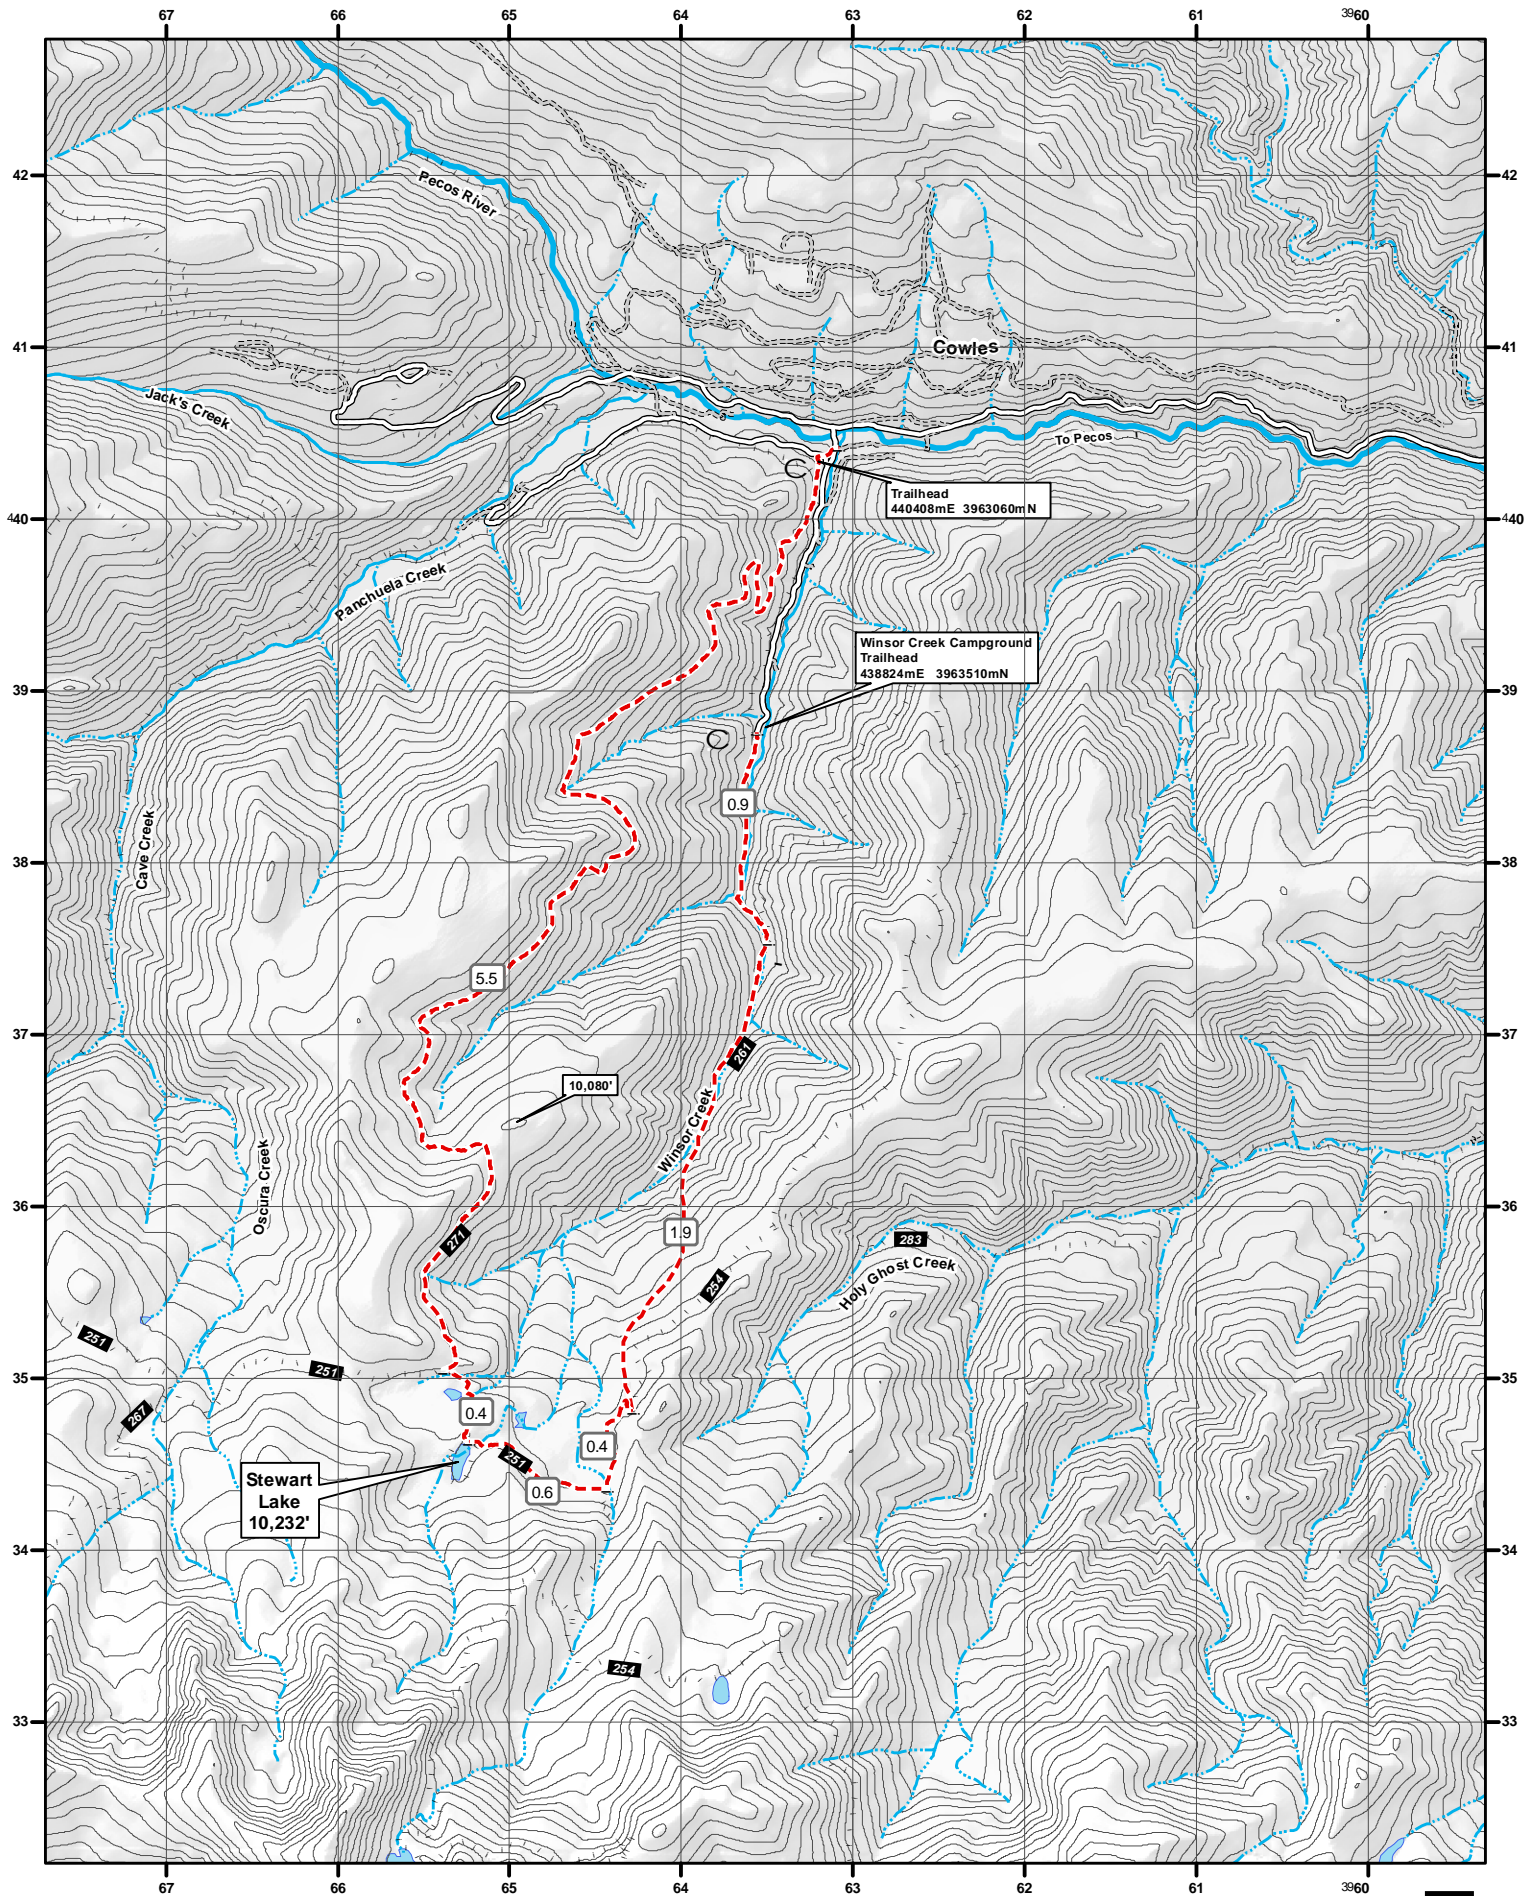 67 66 65 64 63 62 61 3960
42 42
Pecos River
41 41
Cowles
Jack's Creek
To Pecos
Trailhead
440408mE 3963060mN
440 440
Panchuela Creek
Winsor Creek Campground
Trailhead
438824mE 3963510mN
39 39
0.9
Cave Creek
38 38
5.5
37 37
261
10,080'
Winsor Creek
Oscura Creek
36 36
1.9
271
283
254
Holy Ghost Creek
251
251
35 35
267
0.4
0.4
251
Stewart
Lake
10,232'
0.6
34 34
254
33 33
67 66 65 64 63 62 61 3960